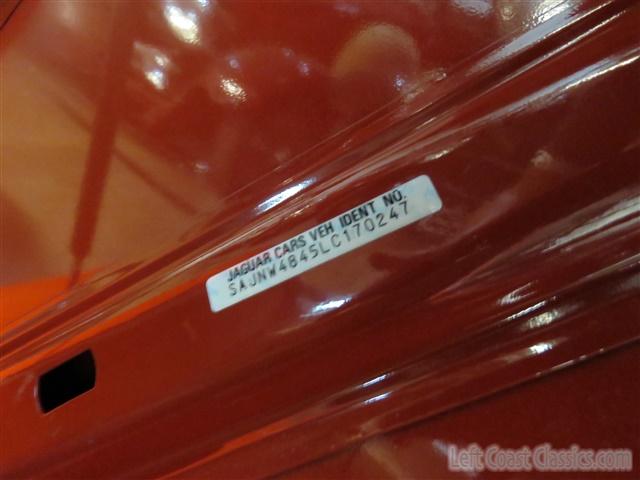 JAGUAR CARS VEH IDENT NO.
SAJNW4845LC170247
Left Coast Classics.com